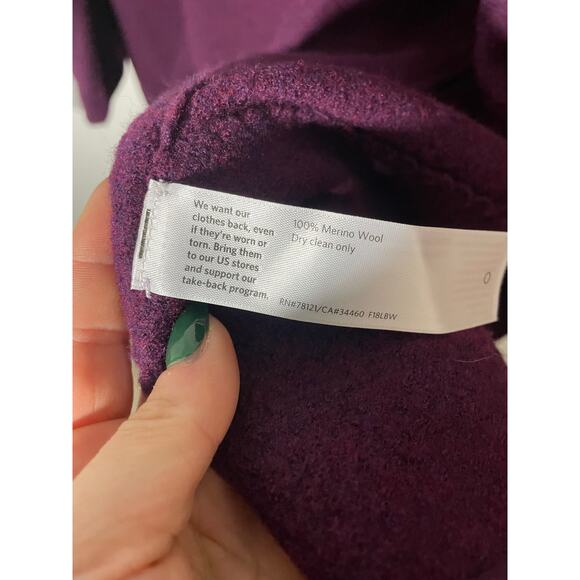 We want our
clothes back, even
if they're worn or
torn. Bring them
to our US stores
and support our
take-back program.
100% Merino Wool
Dry clean only
RN#78121/CA#34460 F18LBW